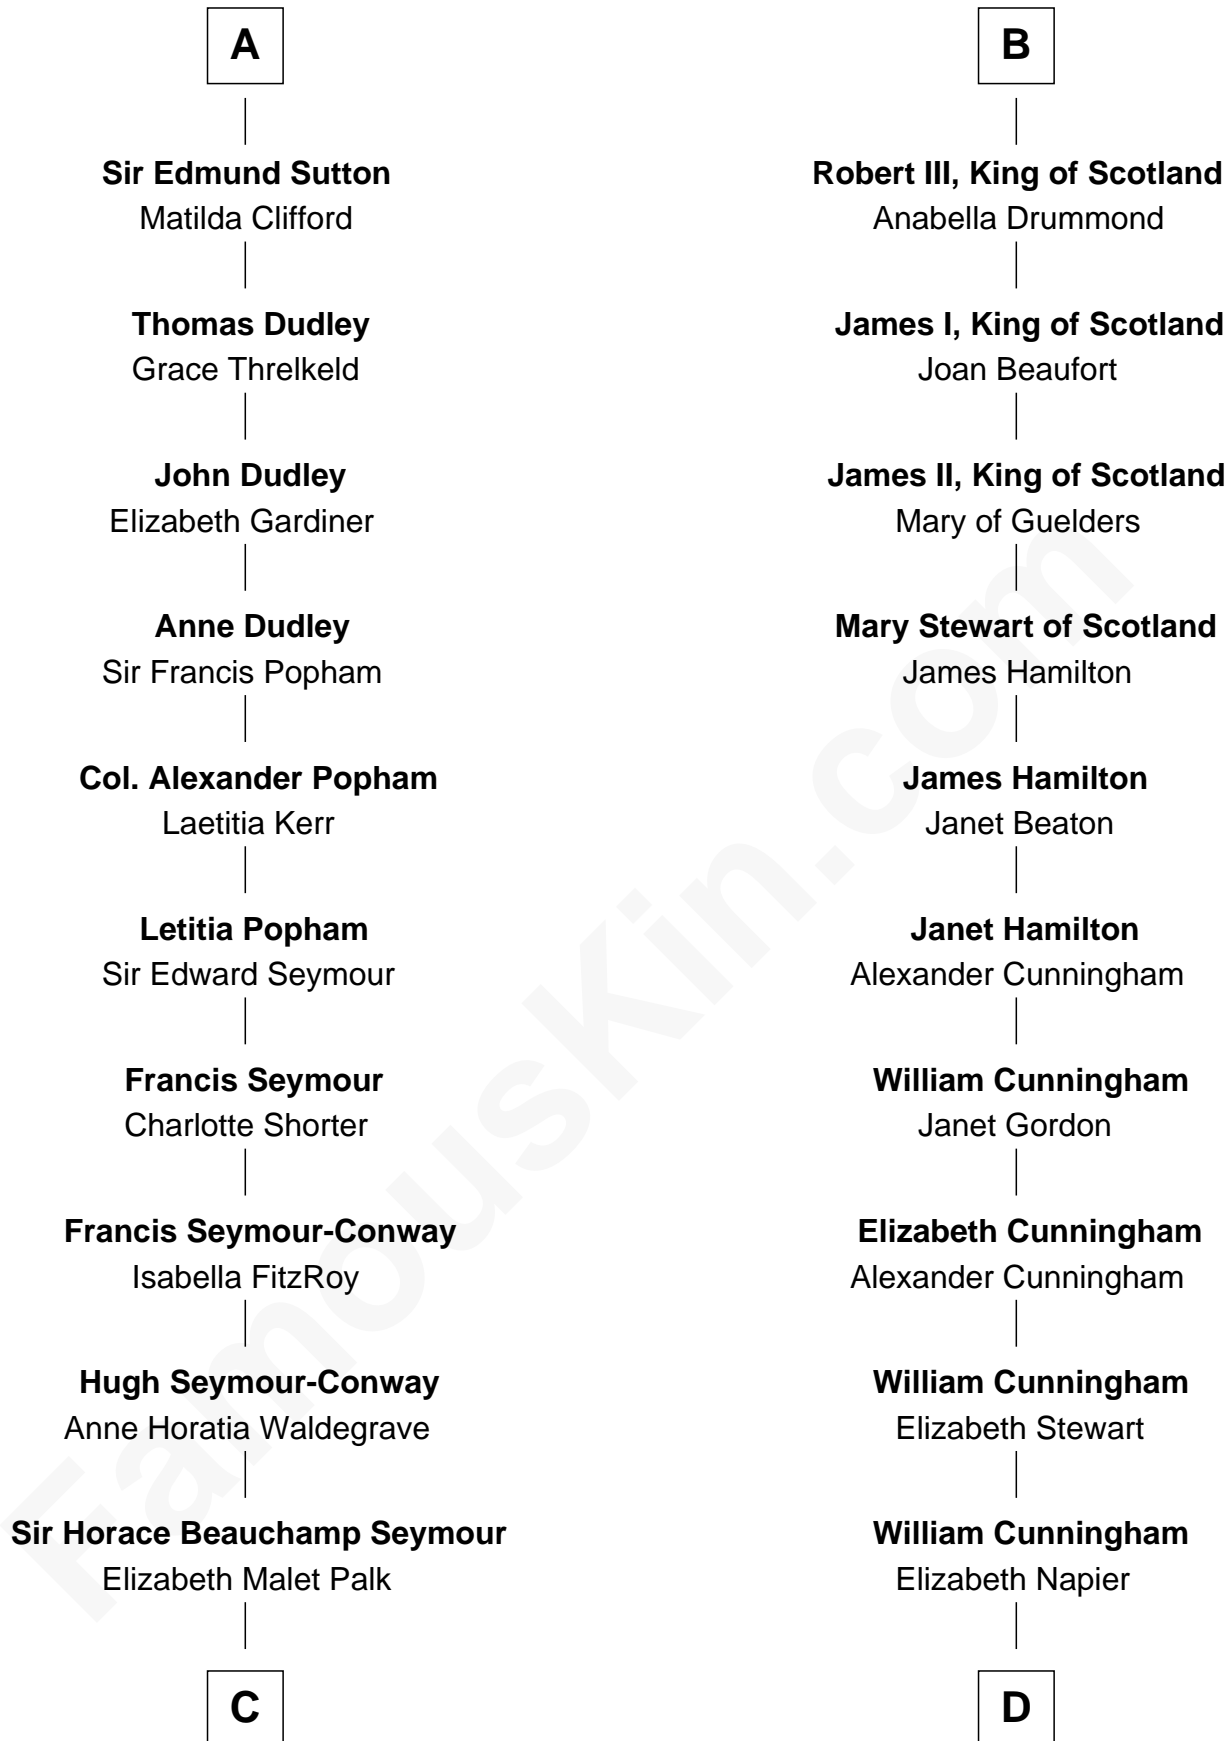 A
Sir Edmund Sutton
Matilda Clifford
Thomas Dudley
Grace Threlkeld
John Dudley
Elizabeth Gardiner
Anne Dudley
Sir Francis Popham
Col. Alexander Popham
Laetitia Kerr
Letitia Popham
Sir Edward Seymour
Francis Seymour
Charlotte Shorter
Francis Seymour-Conway
Isabella FitzRoy
Hugh Seymour-Conway
Anne Horatia Waldegrave
Sir Horace Beauchamp Seymour
Elizabeth Malet Palk
C
B
Robert III, King of Scotland
Anabella Drummond
James I, King of Scotland
Joan Beaufort
James II, King of Scotland
Mary of Guelders
Mary Stewart of Scotland
James Hamilton
James Hamilton
Janet Beaton
Janet Hamilton
Alexander Cunningham
William Cunningham
Janet Gordon
Elizabeth Cunningham
Alexander Cunningham
William Cunningham
Elizabeth Stewart
William Cunningham
Elizabeth Napier
D
FamousKin.com